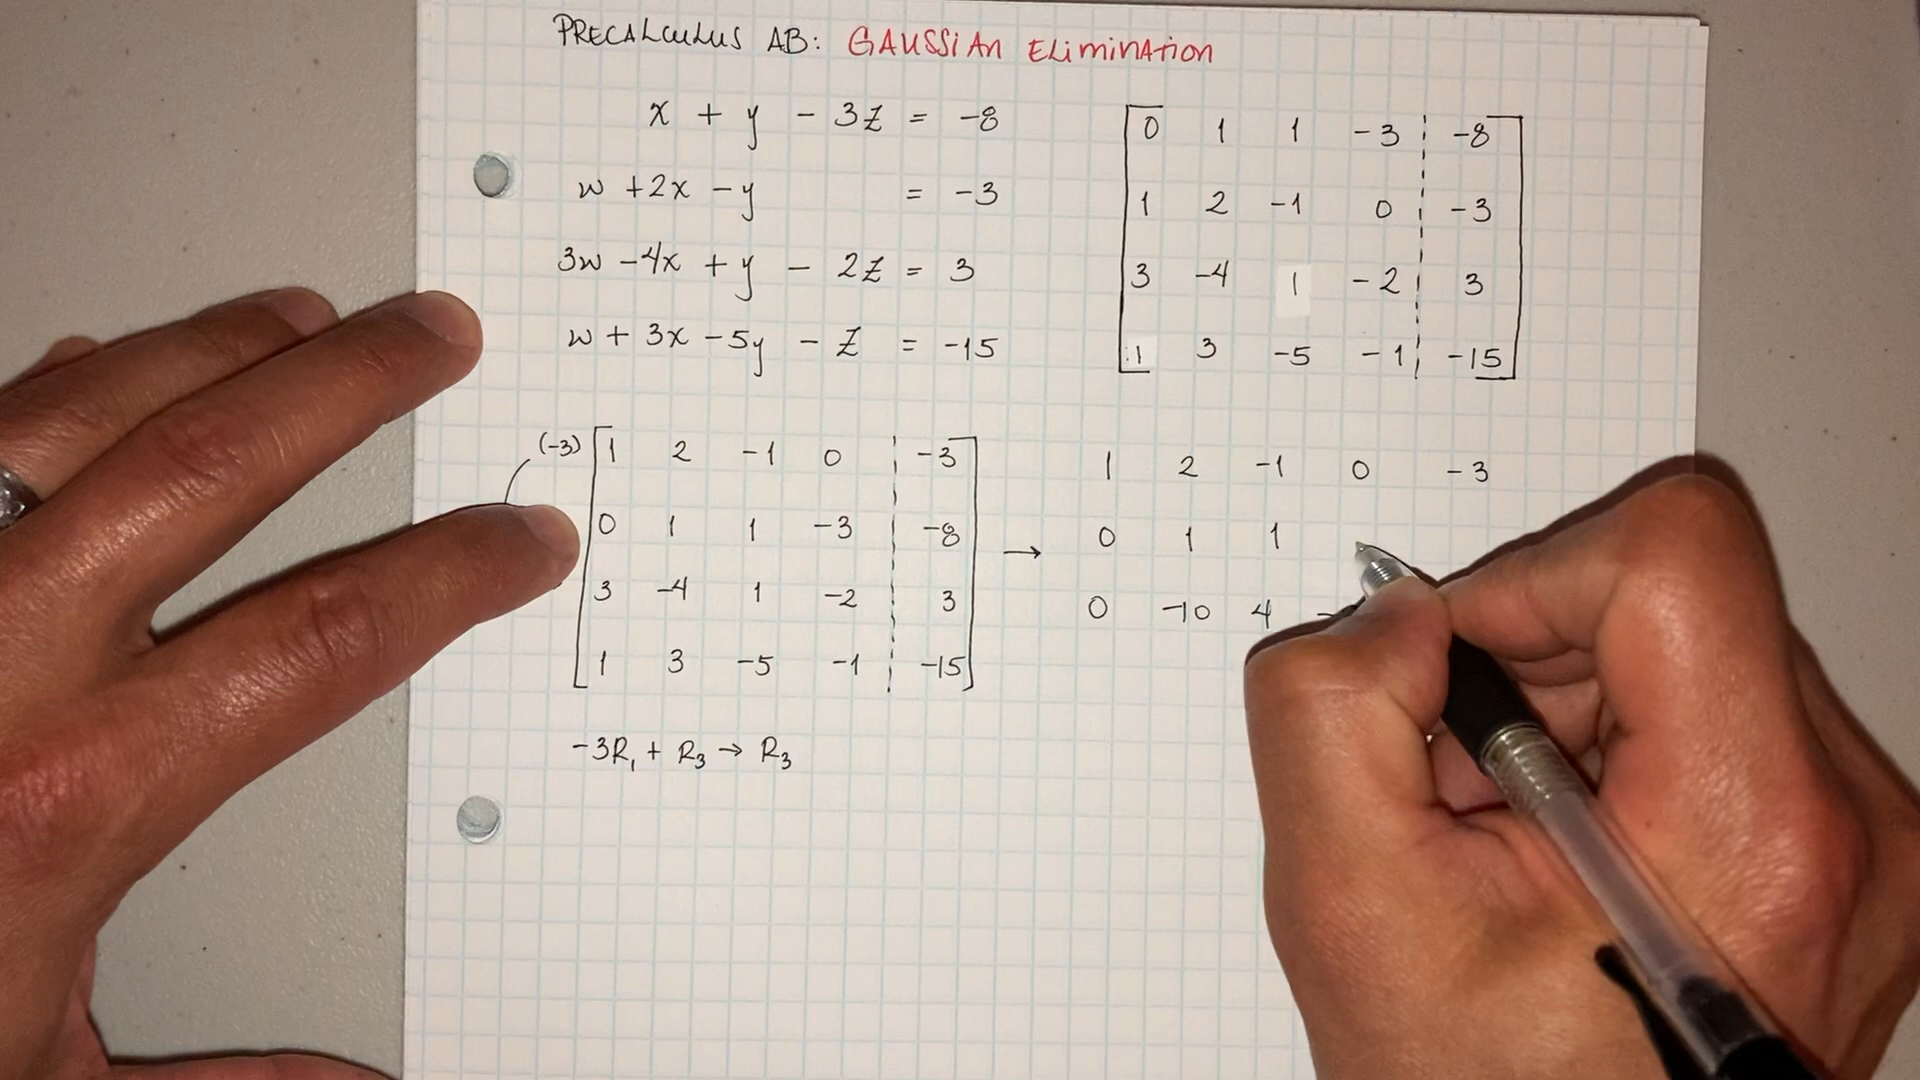 PRECALCULUS AB: GAUSSIAN ELIMINATION
x + y - 3z = -8
w + 2x - y = -3
3w - 4x + y - 2z = 3
w + 3x - 5y - z = -15
0 1 1 -3 -8
1 2 -1 0 -3
3 -4 1 -2 3
1 3 -5 -1 -15
(-3) 1 2 -1 0 -3
0 1 1 -3 -8
3 -4 1 -2 3
1 3 -5 -1 -15
-3R₁ + R₃ → R₃
→
1 2 -1 0 -3
0 1 1
0 -10 4